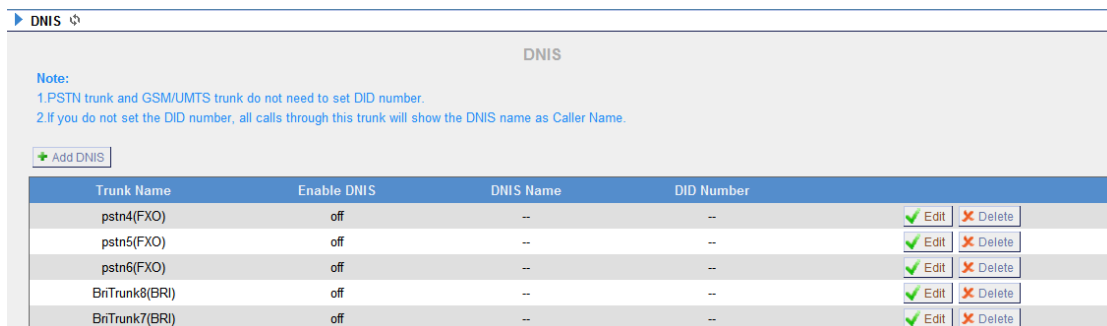 DNIS
DNIS
Note:
1.PSTN trunk and GSM/UMTS trunk do not need to set DID number.
2.If you do not set the DID number, all calls through this trunk will show the DNIS name as Caller Name.
Add DNIS
Trunk Name Enable DNIS DNIS Name DID Number
pstn4(FXO) off -- -- Edit Delete
pstn5(FXO) off -- -- Edit Delete
pstn6(FXO) off -- -- Edit Delete
BriTrunk8(BRI) off -- -- Edit Delete
BriTrunk7(BRI) off -- -- Edit Delete